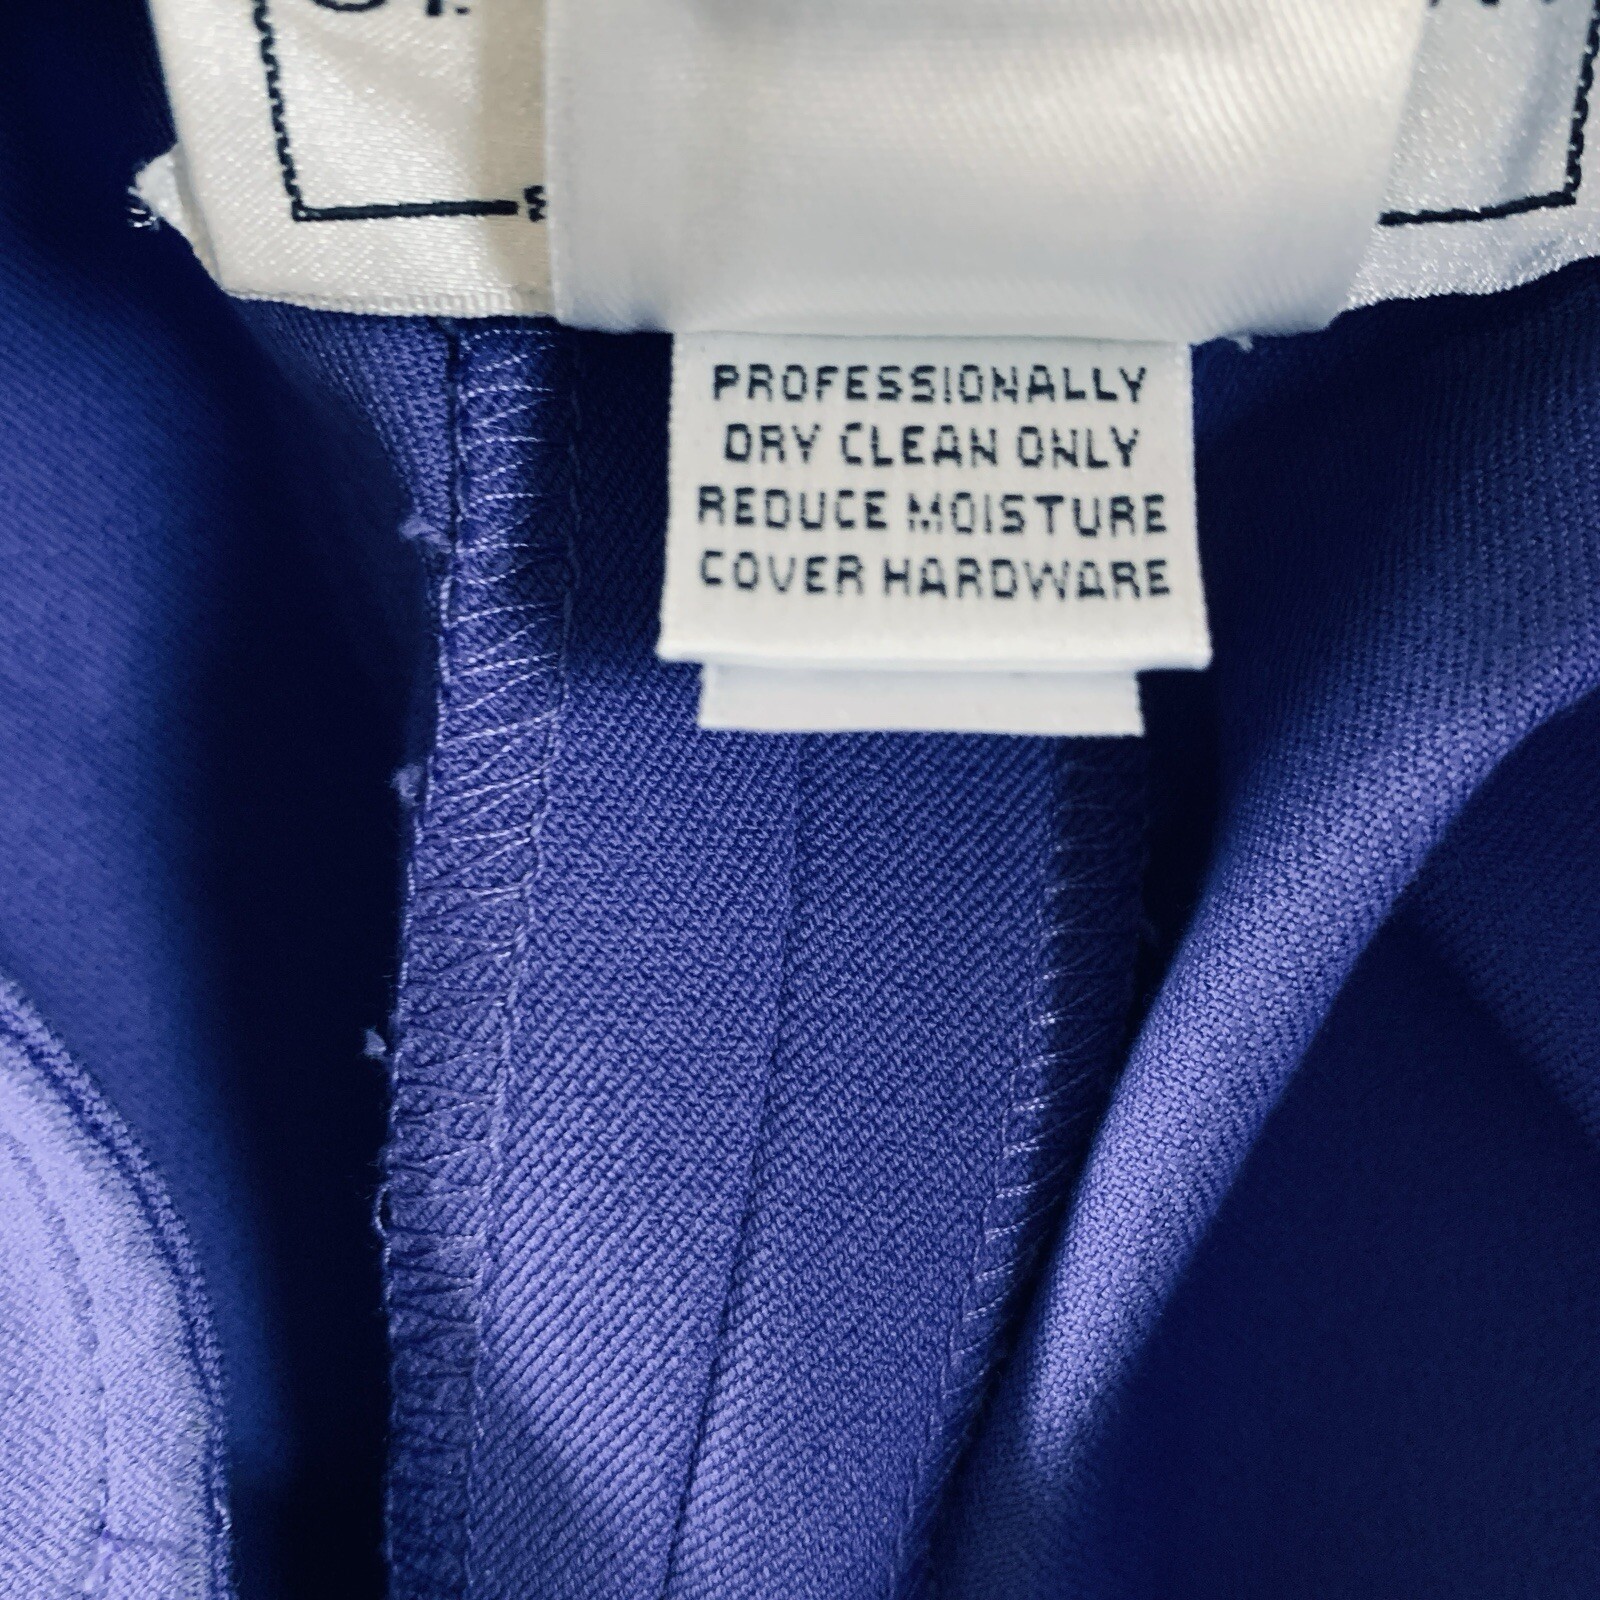 PROFESSIONALLY
DRY CLEAN ONLY
REDUCE MOISTURE
COVER HARDWARE